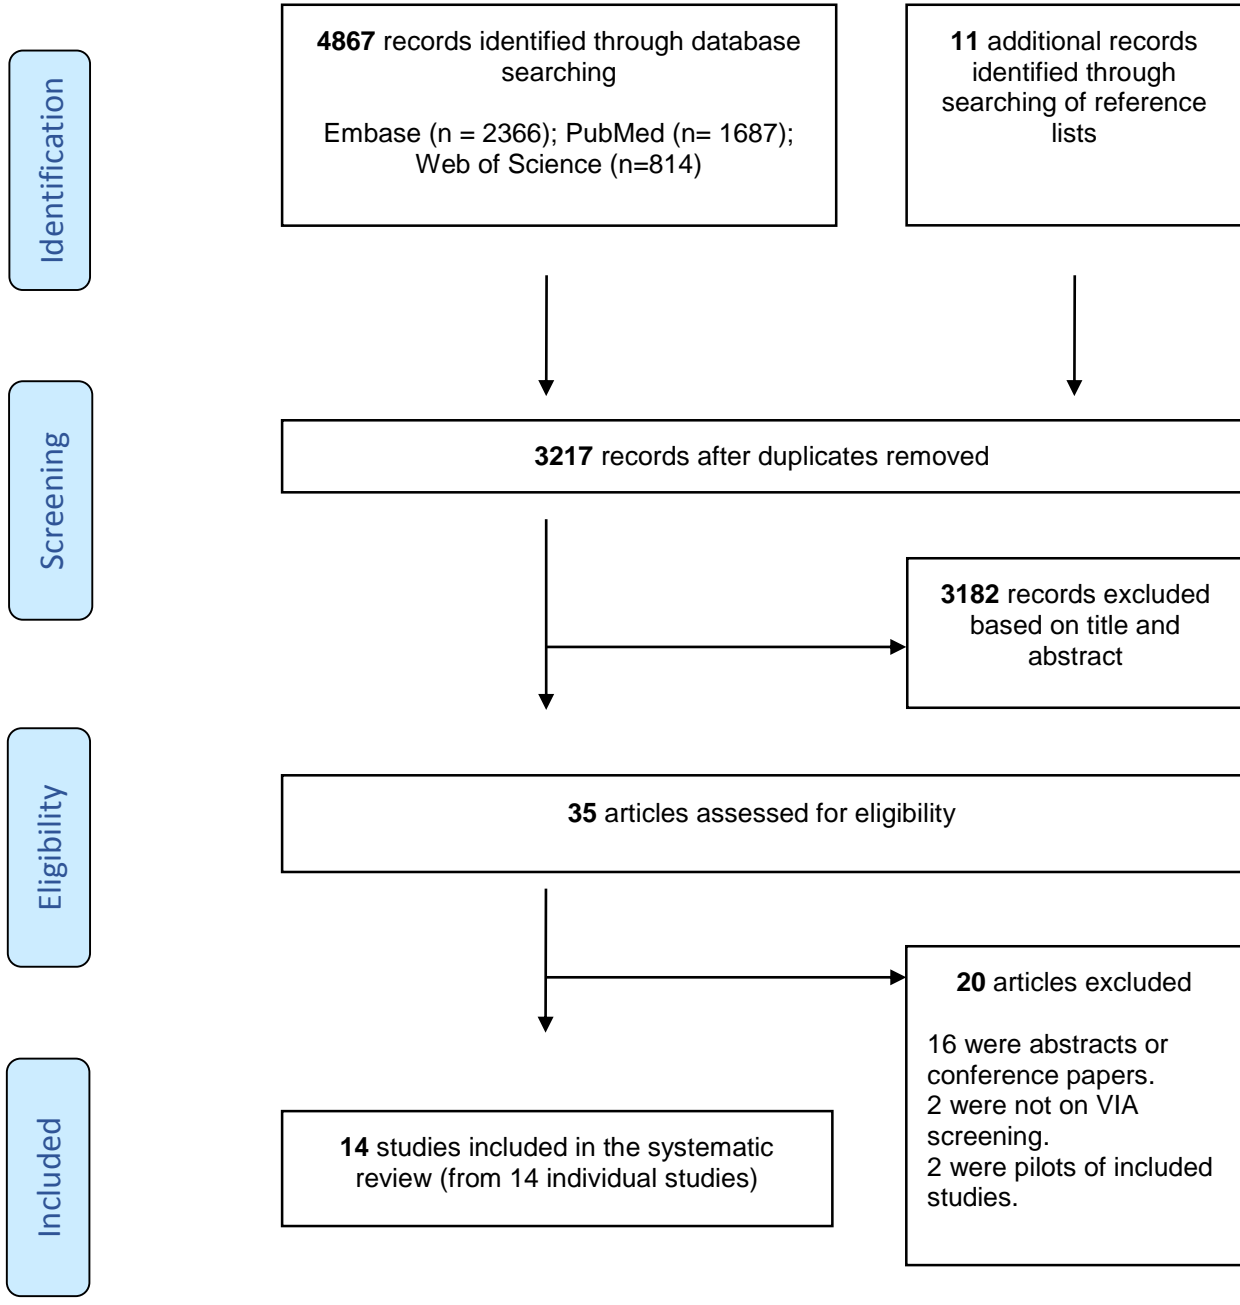 Identification
4867 records identified through database
searching
Embase (n = 2366); PubMed (n= 1687);
Web of Science (n=814)
11 additional records
identified through
searching of reference
lists
Screening
3217 records after duplicates removed
3182 records excluded
based on title and
abstract
Eligibility
35 articles assessed for eligibility
20 articles excluded
16 were abstracts or
conference papers.
2 were not on VIA
screening.
2 were pilots of included
studies.
Included
14 studies included in the systematic
review (from 14 individual studies)